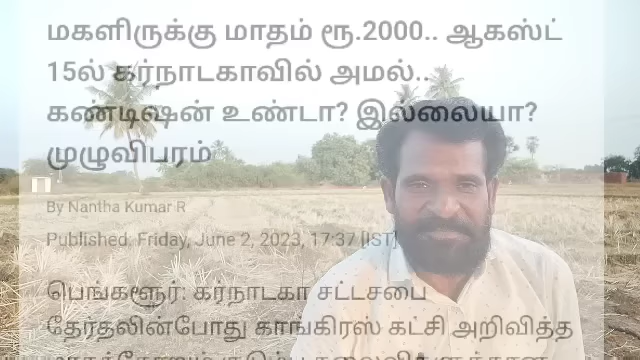 மகளிருக்கு மாதம் ரூ.2000.. ஆகஸ்ட்
15ல் கர்நாடகாவில் அமல்..
கண்டிஷன் உண்டா? இல்லையா?
முழுவிபரம்
By Nantha Kumar R
Published: Friday, June 2, 2023, 17:37 [IST]
பெங்களூர்: கர்நாடகா சட்டசபை
தேர்தலின்போது காங்கிரஸ் கட்சி அறிவித்த